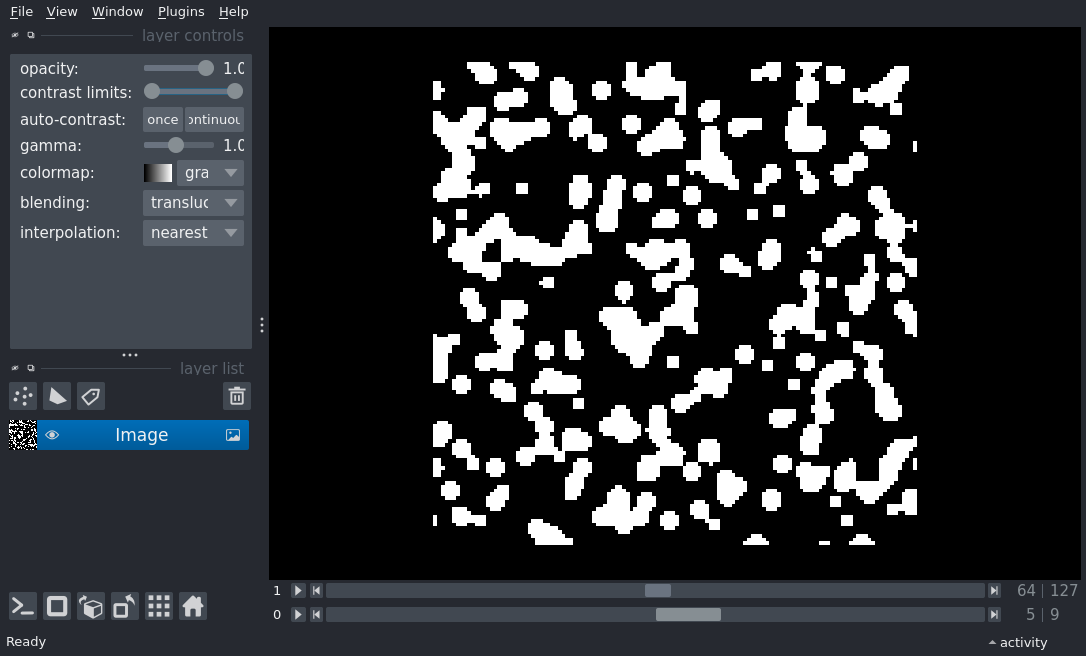 File View Window Plugins Help
layer controls
opacity: 1.0
contrast limits:
auto-contrast: once ontinuou
gamma: 1.0
colormap: gra
blending: transluc
interpolation: nearest
layer list
Image
1 64 | 127
0 5 | 9
Ready
activity